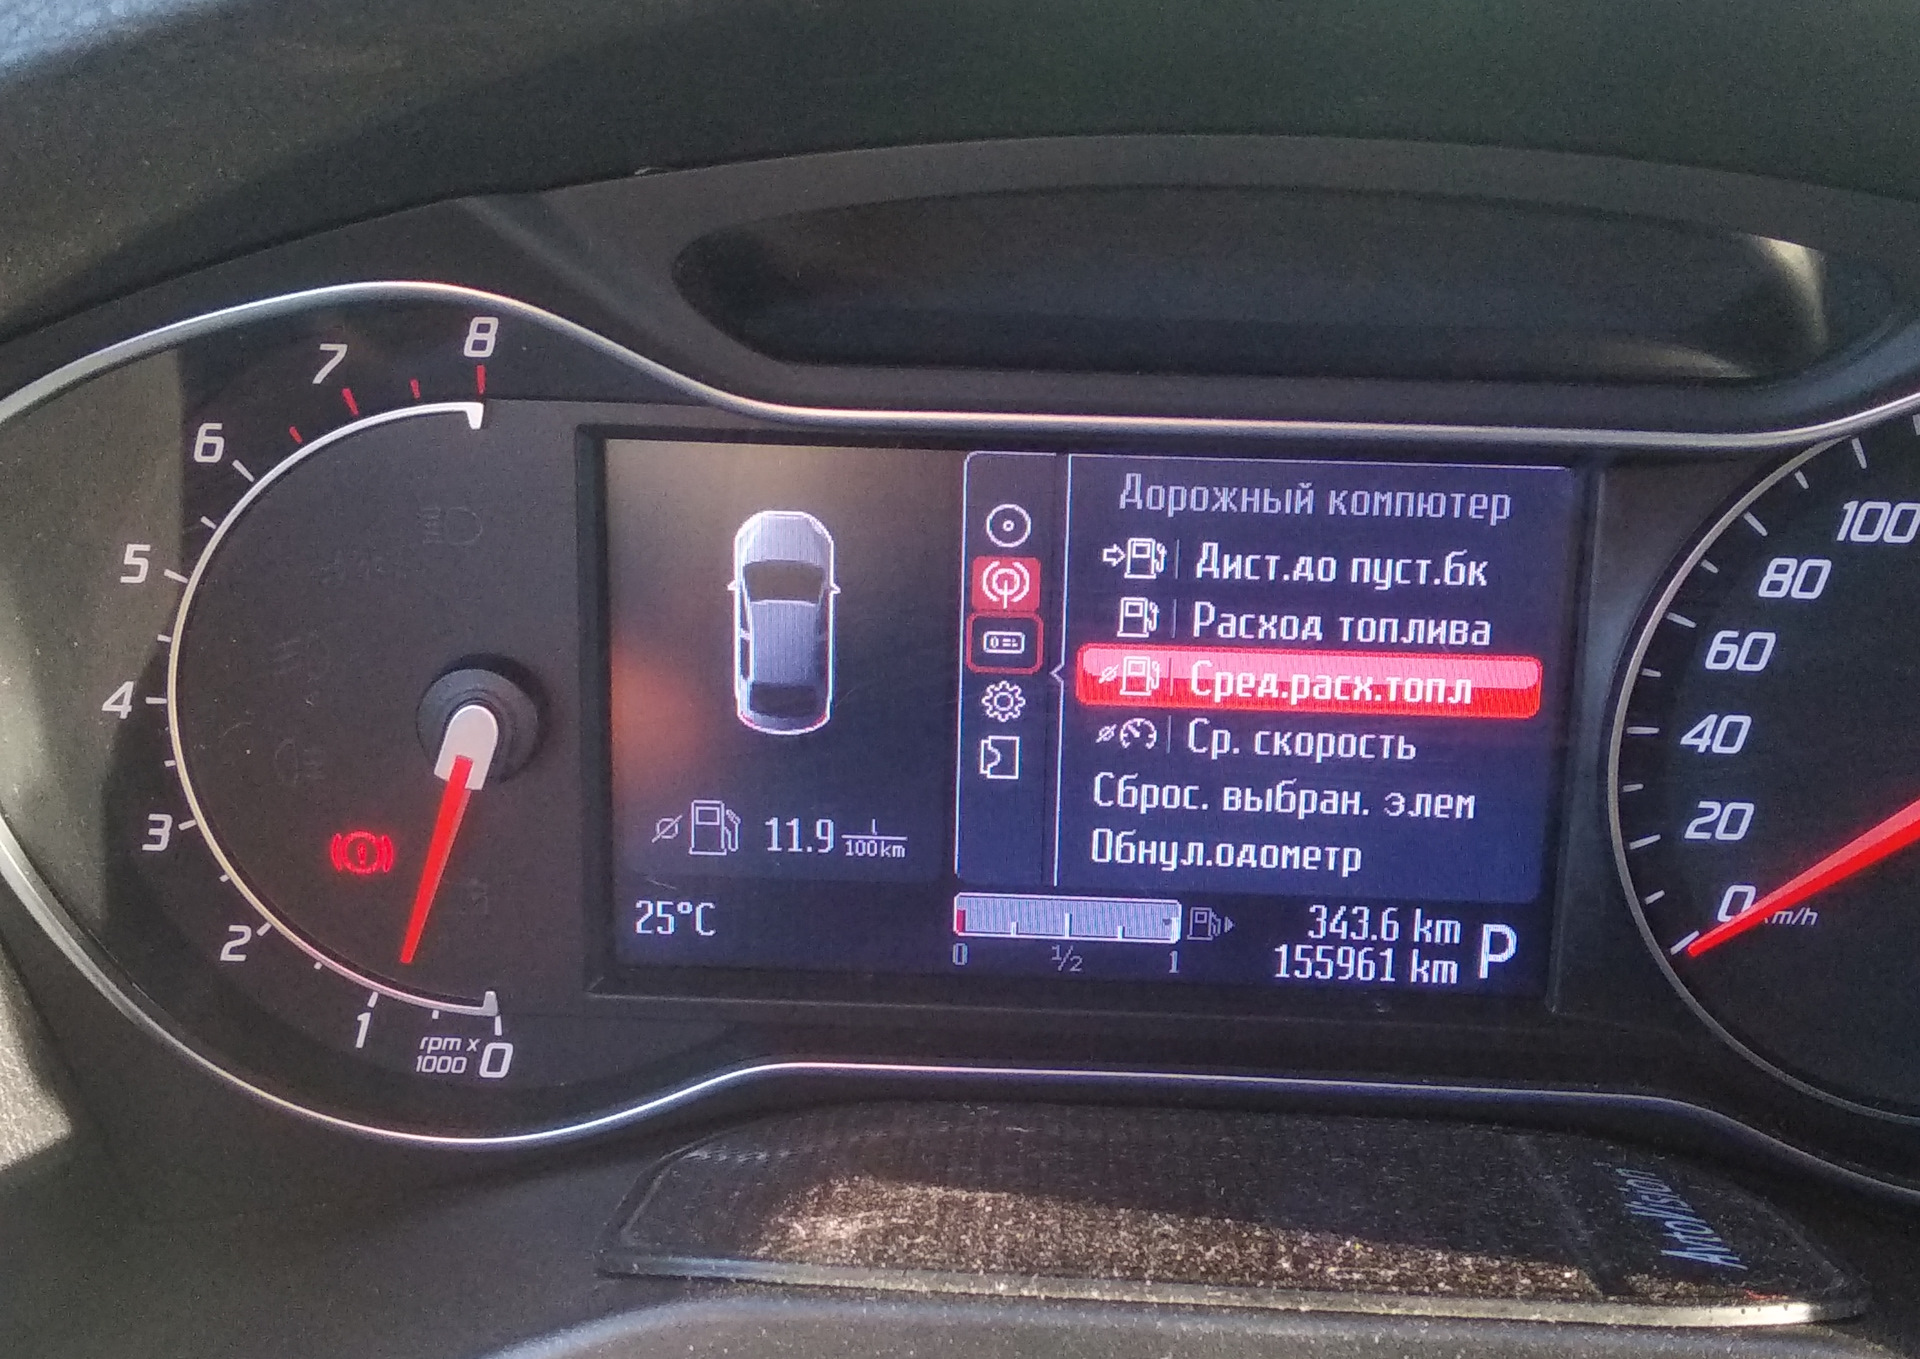 8
7
6
5
4
3
2
1
rpm x
1000
0
Дорожный компютер
Дист.до пуст.бк
Расход топлива
Сред.расх.топл
Ср. скорость
Сброс. выбран. элем
Обнул.одометр
11.9 L/100km
25°C
0 1/2 1
343.6 km
155961 km
P
100
80
60
40
20
0
km/h
AutoVision